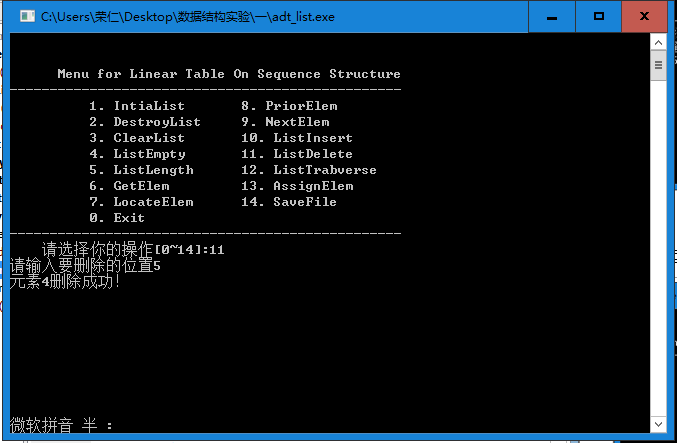 C:\Users\荣仁\Desktop\数据结构实验\一\adt_list.exe
Menu for Linear Table On Sequence Structure
-------------------------------------------------
1. IntiaList 8. PriorElem
2. DestroyList 9. NextElem
3. ClearList 10. ListInsert
4. ListEmpty 11. ListDelete
5. ListLength 12. ListTrabverse
6. GetElem 13. AssignElem
7. LocateElem 14. SaveFile
0. Exit
-------------------------------------------------
请选择你的操作[0~14]:11
请输入要删除的位置5
元素4删除成功!
微软拼音 半 :